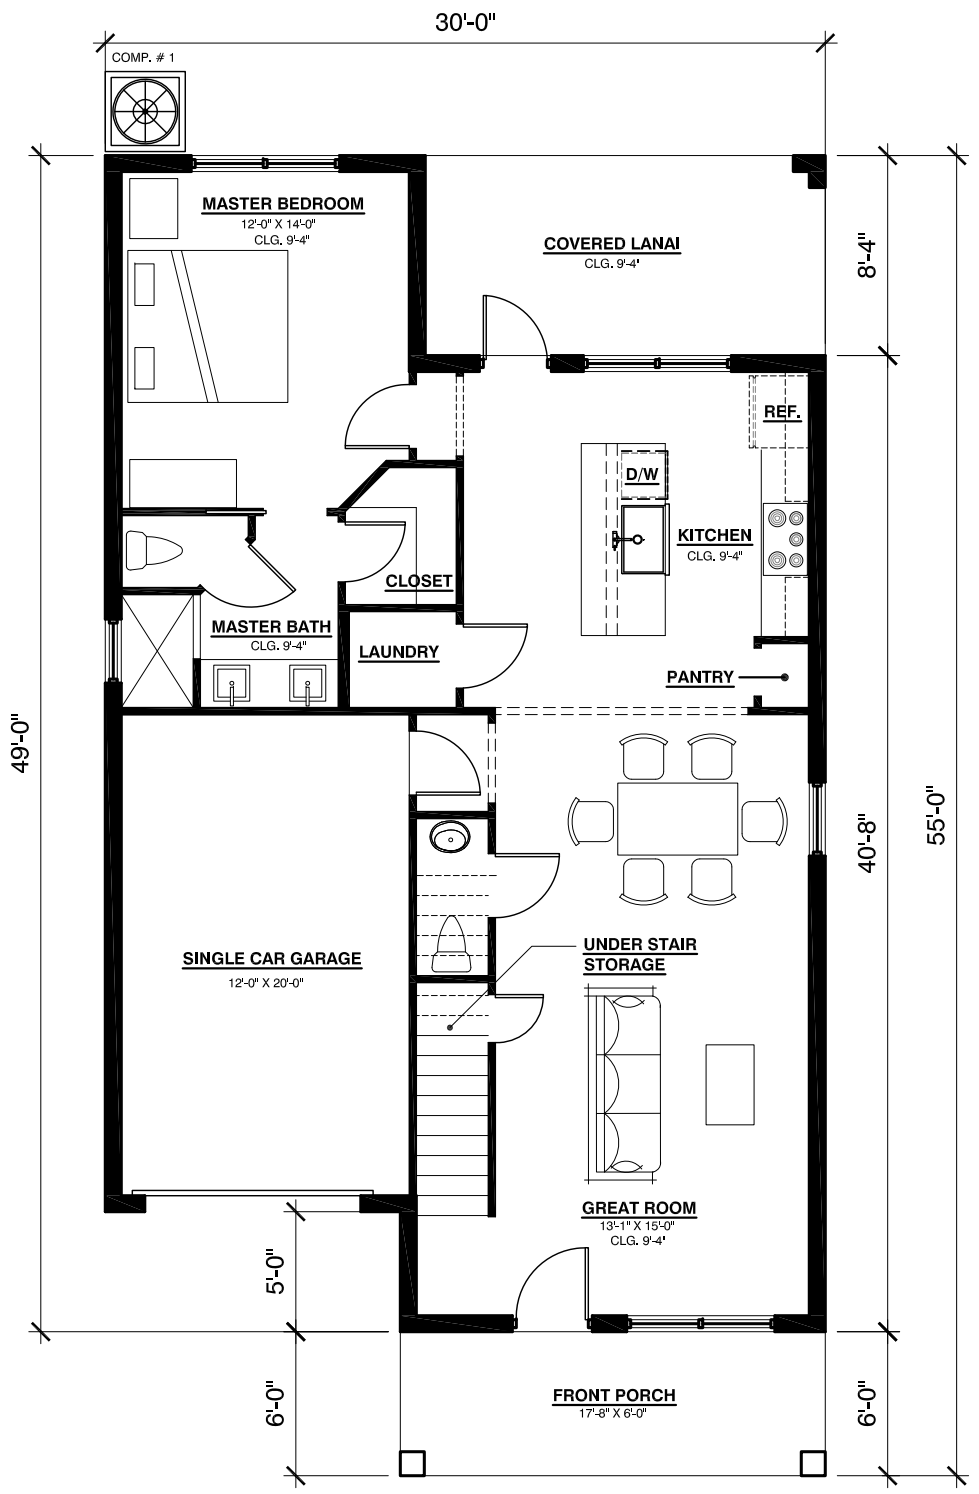 30'-0"
COMP. # 1
MASTER BEDROOM
12'-0" X 14'-0"
CLG. 9'-4"
COVERED LANAI
CLG. 9'-4"
8'-4"
REF.
D/W
KITCHEN
CLG. 9'-4"
CLOSET
MASTER BATH
CLG. 9'-4"
LAUNDRY
PANTRY
49'-0"
40'-8"
55'-0"
UNDER STAIR
STORAGE
SINGLE CAR GARAGE
12'-0" X 20'-0"
GREAT ROOM
13'-1" X 15'-0"
CLG. 9'-4"
5'-0"
6'-0"
FRONT PORCH
17'-8" X 6'-0"
6'-0"